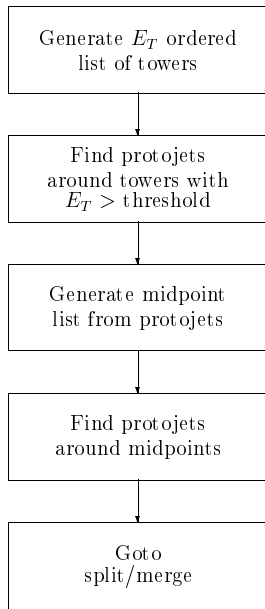 Generate E_T ordered
list of towers
Find protojets
around towers with
E_T > threshold
Generate midpoint
list from protojets
Find protojets
around midpoints
Goto
split/merge